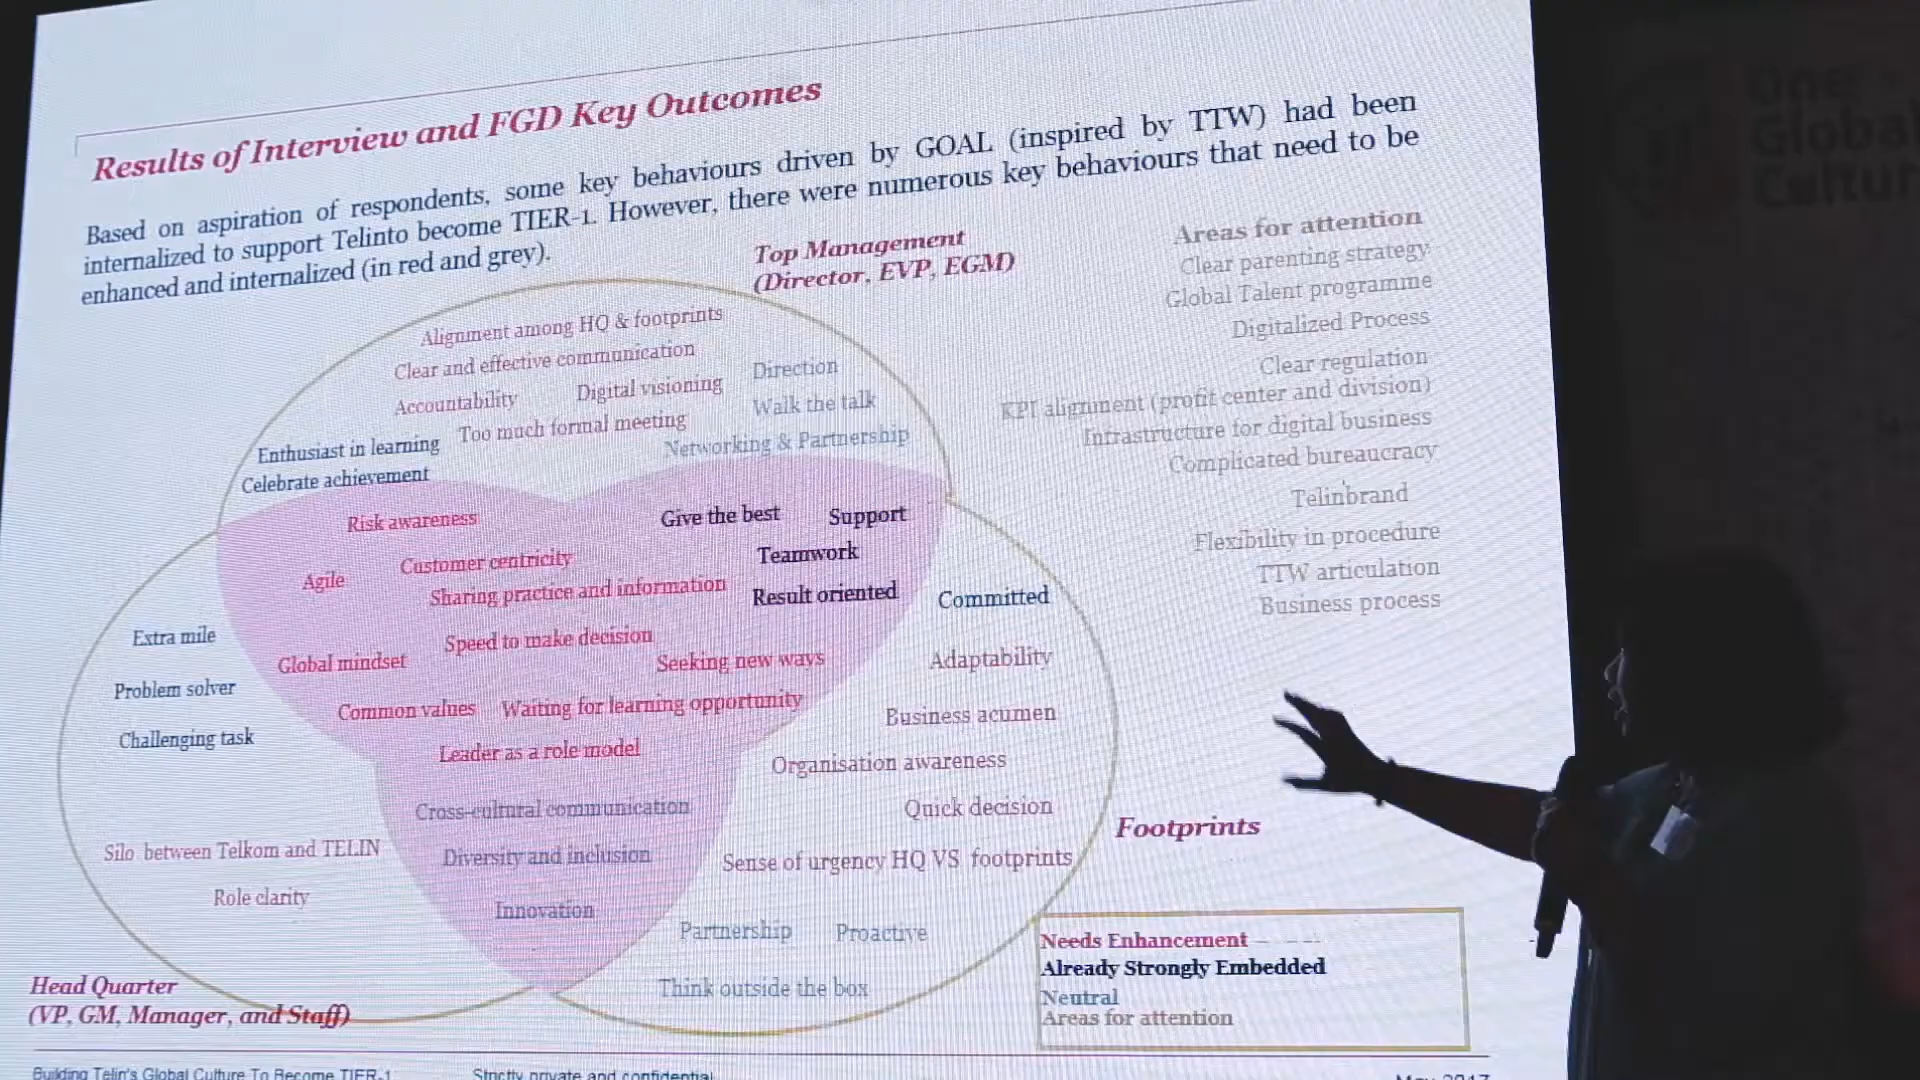 Results of Interview and FGD Key Outcomes
Based on aspiration of respondents, some key behaviours driven by GOAL (inspired by TTW) had been
internalized to support Telinto become TIER-1. However, there were numerous key behaviours that need to be
enhanced and internalized (in red and grey).
Top Management
(Director, EVP, EGM)
Alignment among HQ & footprints
Clear and effective communication
Accountability
Digital visioning
Too much formal meeting
Direction
Walk the talk
Networking & Partnership
Enthusiast in learning
Celebrate achievement
Areas for attention
Clear parenting strategy
Global Talent programme
Digitalized Process
Clear regulation
KPI alignment (profit center and division)
Infrastructure for digital business
Complicated bureaucracy
Telinbrand
Flexibility in procedure
TTW articulation
Business process
Risk awareness
Agile
Customer centricity
Sharing practice and information
Speed to make decision
Global mindset
Seeking new ways
Common values
Waiting for learning opportunity
Leader as a role model
Give the best
Support
Teamwork
Result oriented
Cross-cultural communication
Diversity and inclusion
Innovation
Extra mile
Problem solver
Challenging task
Silo between Telkom and TELIN
Role clarity
Committed
Adaptability
Business acumen
Organisation awareness
Quick decision
Sense of urgency HQ VS footprints
Partnership
Proactive
Think outside the box
Footprints
Head Quarter
(VP, GM, Manager, and Staff)
Needs Enhancement
Already Strongly Embedded
Neutral
Areas for attention
Building Telin's Global Culture To Become TIER-1
Strictly private and confidential
May 2017
One
Global
Cultur